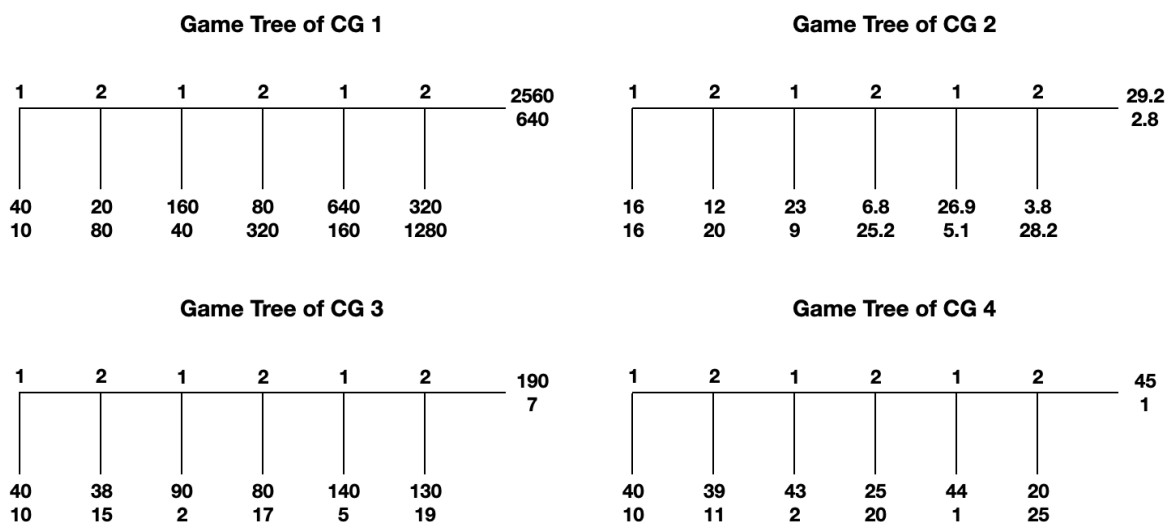 Game Tree of CG 1
1 2 1 2 1 2 2560
640
40 20 160 80 640 320
10 80 40 320 160 1280
Game Tree of CG 2
1 2 1 2 1 2 29.2
2.8
16 12 23 6.8 26.9 3.8
16 20 9 25.2 5.1 28.2
Game Tree of CG 3
1 2 1 2 1 2 190
7
40 38 90 80 140 130
10 15 2 17 5 19
Game Tree of CG 4
1 2 1 2 1 2 45
1
40 39 43 25 44 20
10 11 2 20 1 25